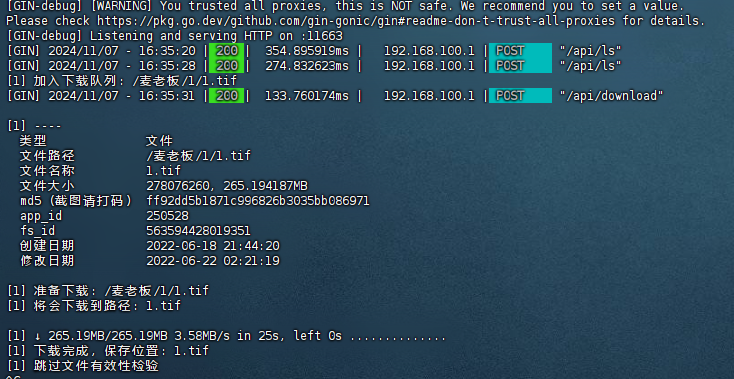 [GIN-debug] [WARNING] You trusted all proxies, this is NOT safe. We recommend you to set a value.
Please check https://pkg.go.dev/github.com/gin-gonic/gin#readme-don-t-trust-all-proxies for details.
[GIN-debug] Listening and serving HTTP on :11663
[GIN] 2024/11/07 - 16:35:20 | 200 |  354.895919ms |   192.168.100.1 | POST     "/api/ls"
[GIN] 2024/11/07 - 16:35:28 | 200 |  274.832623ms |   192.168.100.1 | POST     "/api/ls"
[1] 加入下载队列: /麦老板/1/1.tif
[GIN] 2024/11/07 - 16:35:31 | 200 |  133.760174ms |   192.168.100.1 | POST     "/api/download"
[1] ----
类型 文件
文件路径 /麦老板/1/1.tif
文件名称 1.tif
文件大小 278076260, 265.194187MB
md5 (截图请打码) ff92dd5b1871c996826b3035bb086971
app_id 250528
fs_id 563594428019351
创建日期 2022-06-18 21:44:20
修改日期 2022-06-22 02:21:19
[1] 准备下载: /麦老板/1/1.tif
[1] 将会下载到路径: 1.tif
[1] ↓ 265.19MB/265.19MB 3.58MB/s in 25s, left 0s ..............
[1] 下载完成, 保存位置: 1.tif
[1] 跳过文件有效性检验